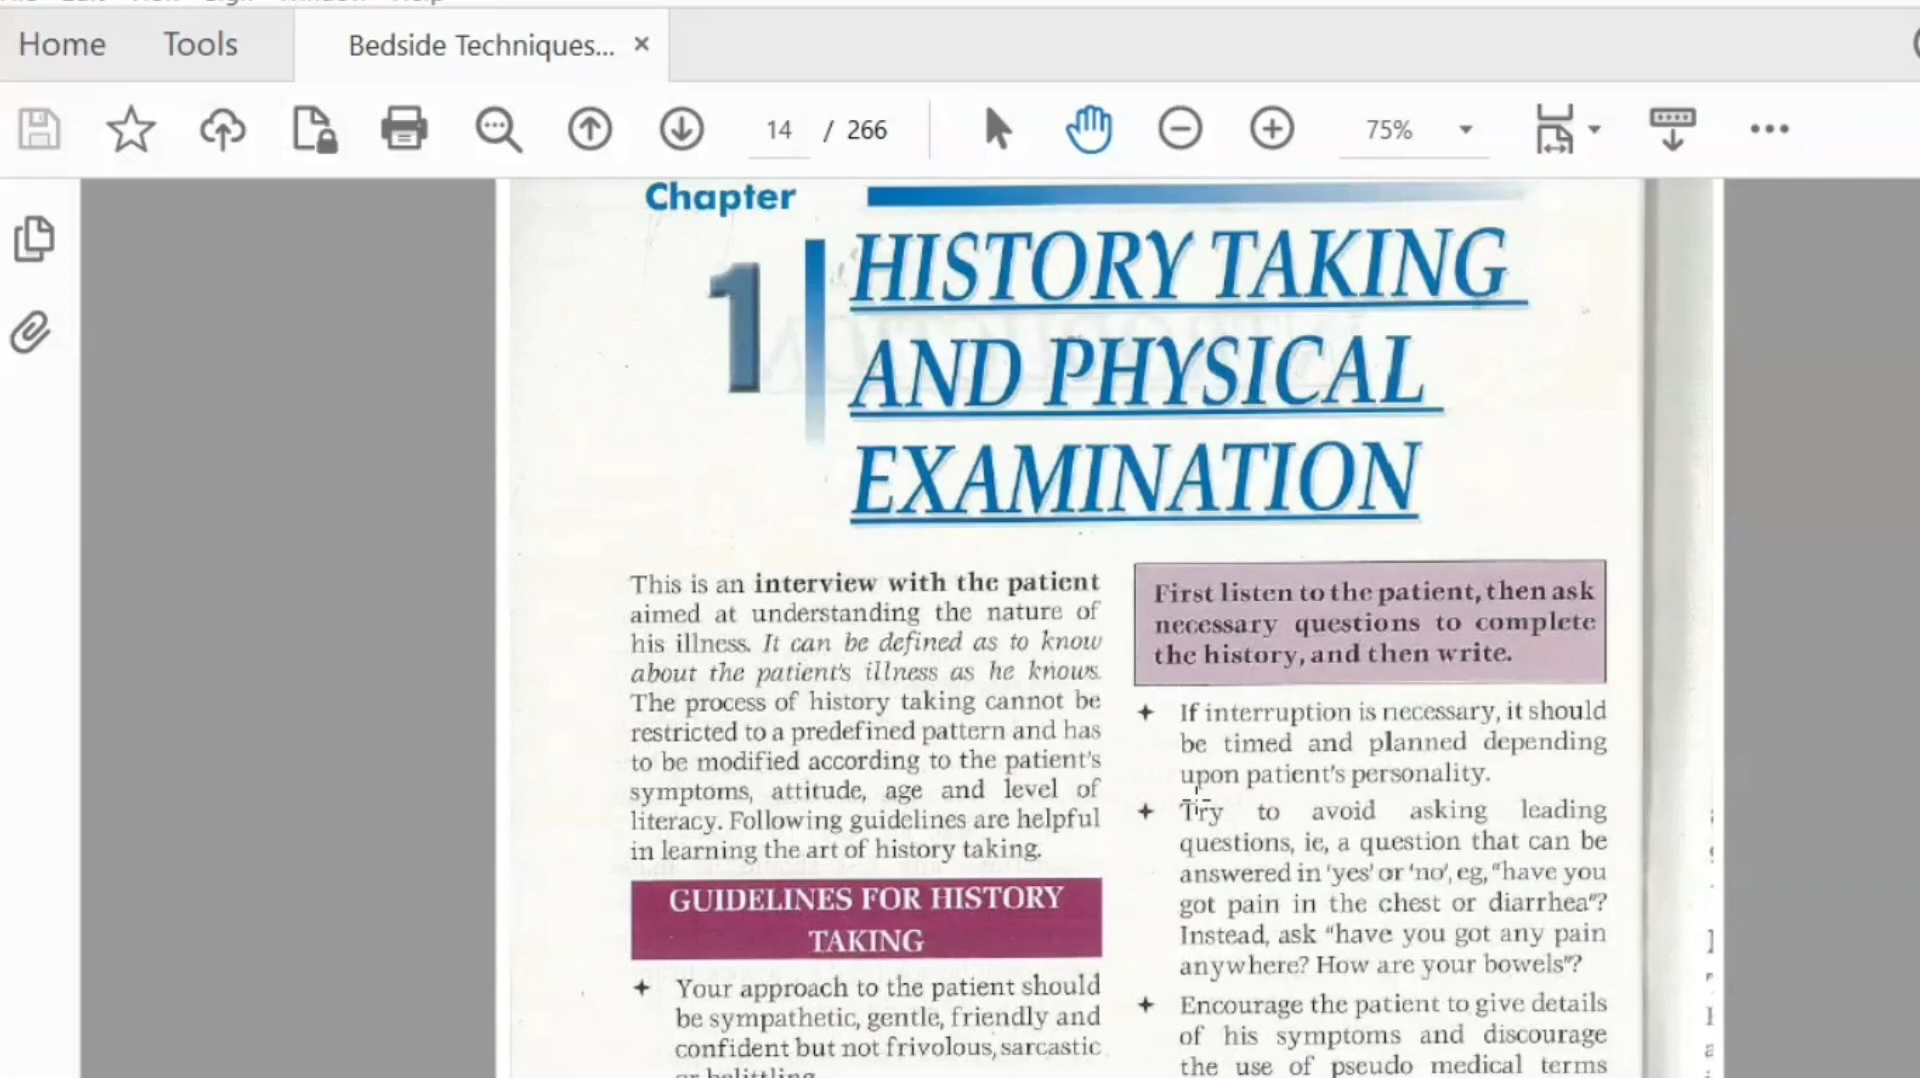 Home Tools Bedside Techniques... ×
14 / 266 75%
Chapter
1
HISTORY TAKING
AND PHYSICAL
EXAMINATION
This is an interview with the patient
aimed at understanding the nature of
his illness. It can be defined as to know
about the patient's illness as he knows.
The process of history taking cannot be
restricted to a predefined pattern and has
to be modified according to the patient's
symptoms, attitude, age and level of
literacy. Following guidelines are helpful
in learning the art of history taking.
GUIDELINES FOR HISTORY
TAKING
+ Your approach to the patient should
be sympathetic, gentle, friendly and
confident but not frivolous, sarcastic
or belittling
First listen to the patient, then ask
necessary questions to complete
the history, and then write.
+ If interruption is necessary, it should
be timed and planned depending
upon patient's personality.
+ Try to avoid asking leading
questions, ie, a question that can be
answered in 'yes' or 'no', eg, "have you
got pain in the chest or diarrhea"?
Instead, ask "have you got any pain
anywhere? How are your bowels"?
+ Encourage the patient to give details
of his symptoms and discourage
the use of pseudo medical terms